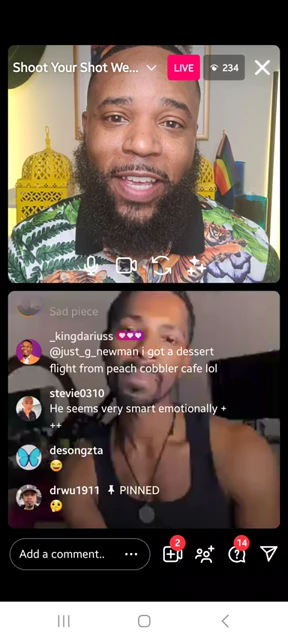 Shoot Your Shot We...
LIVE
234
Sad piece
_kingdariuss
@just_g_newman i got a dessert
flight from peach cobbler cafe lol
stevie0310
He seems very smart emotionally +
++
desongzta
drwu1911 PINNED
Add a comment..
2
14